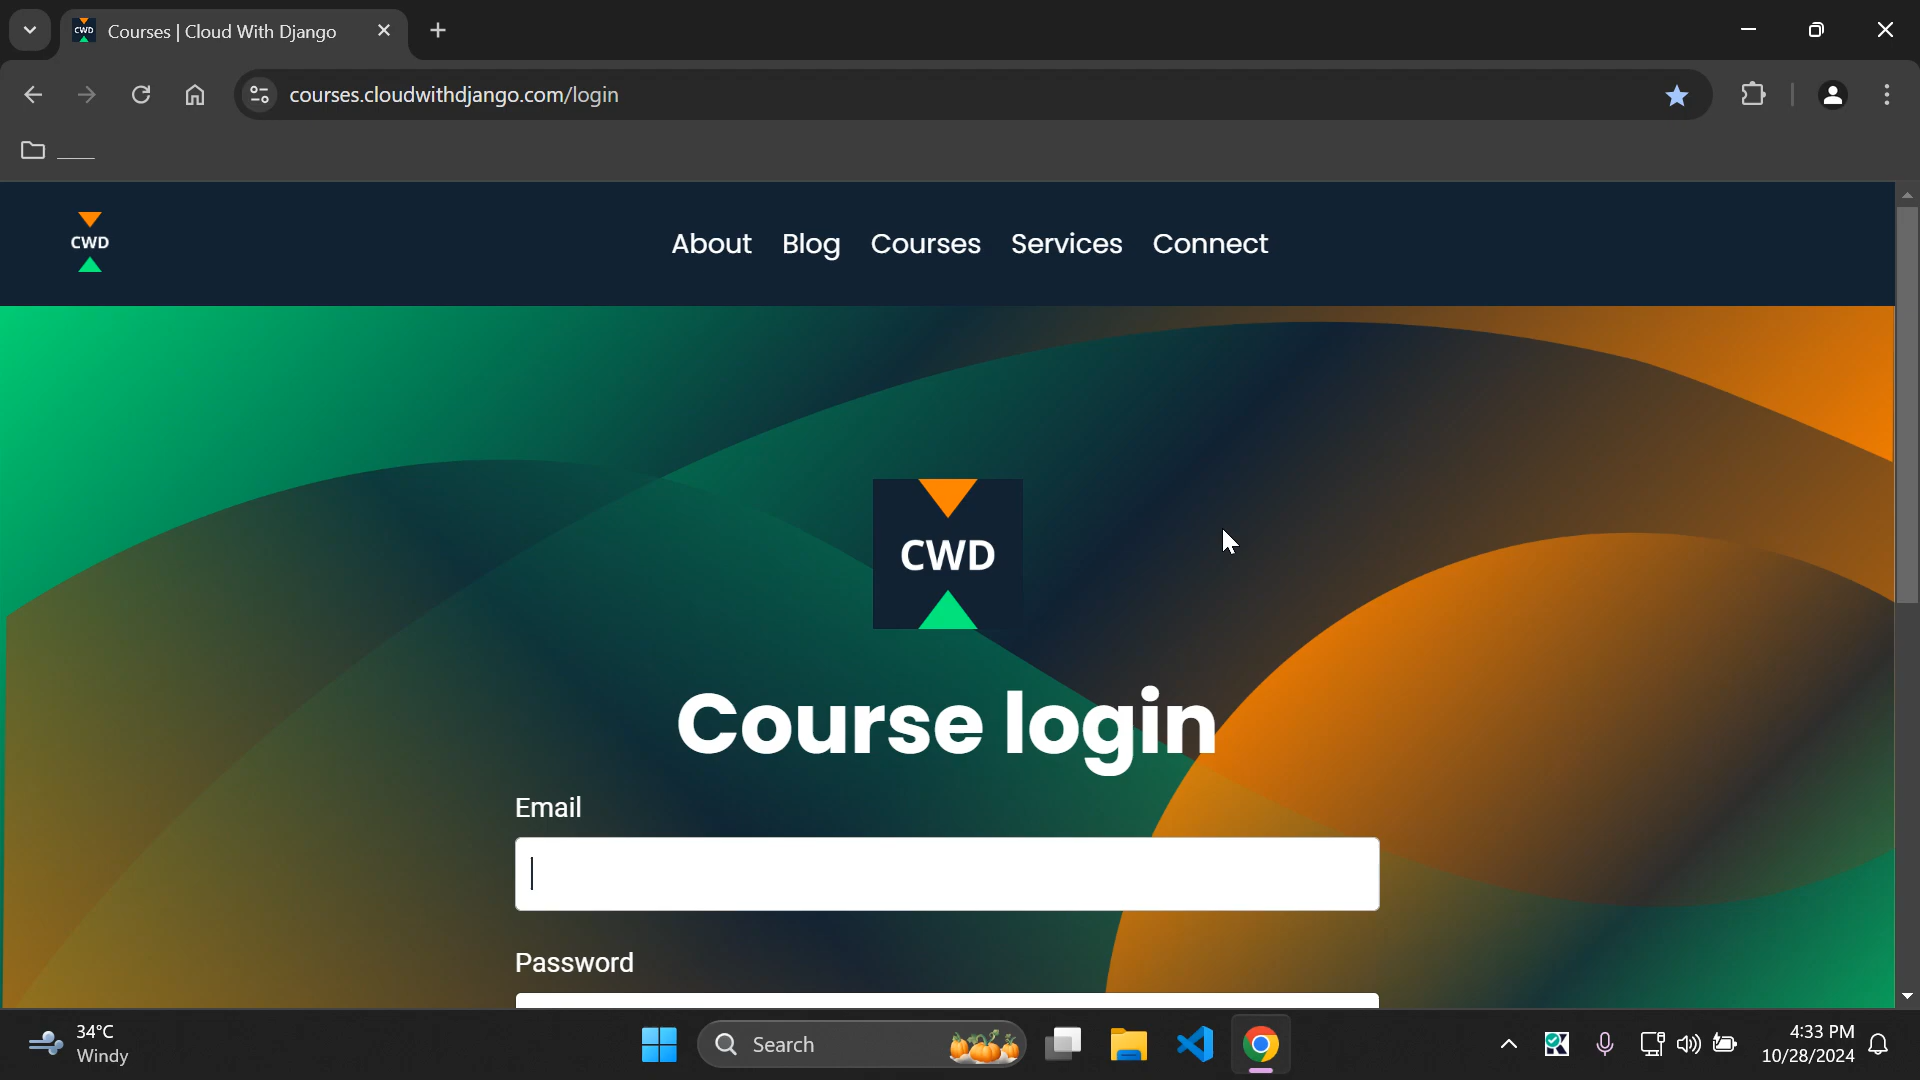 CWD
Courses | Cloud With Django
courses.cloudwithdjango.com/login
CWD
About Blog Courses Services Connect
CWD
Course login
Email
Password
34°C
Windy
Search
4:33 PM
10/28/2024